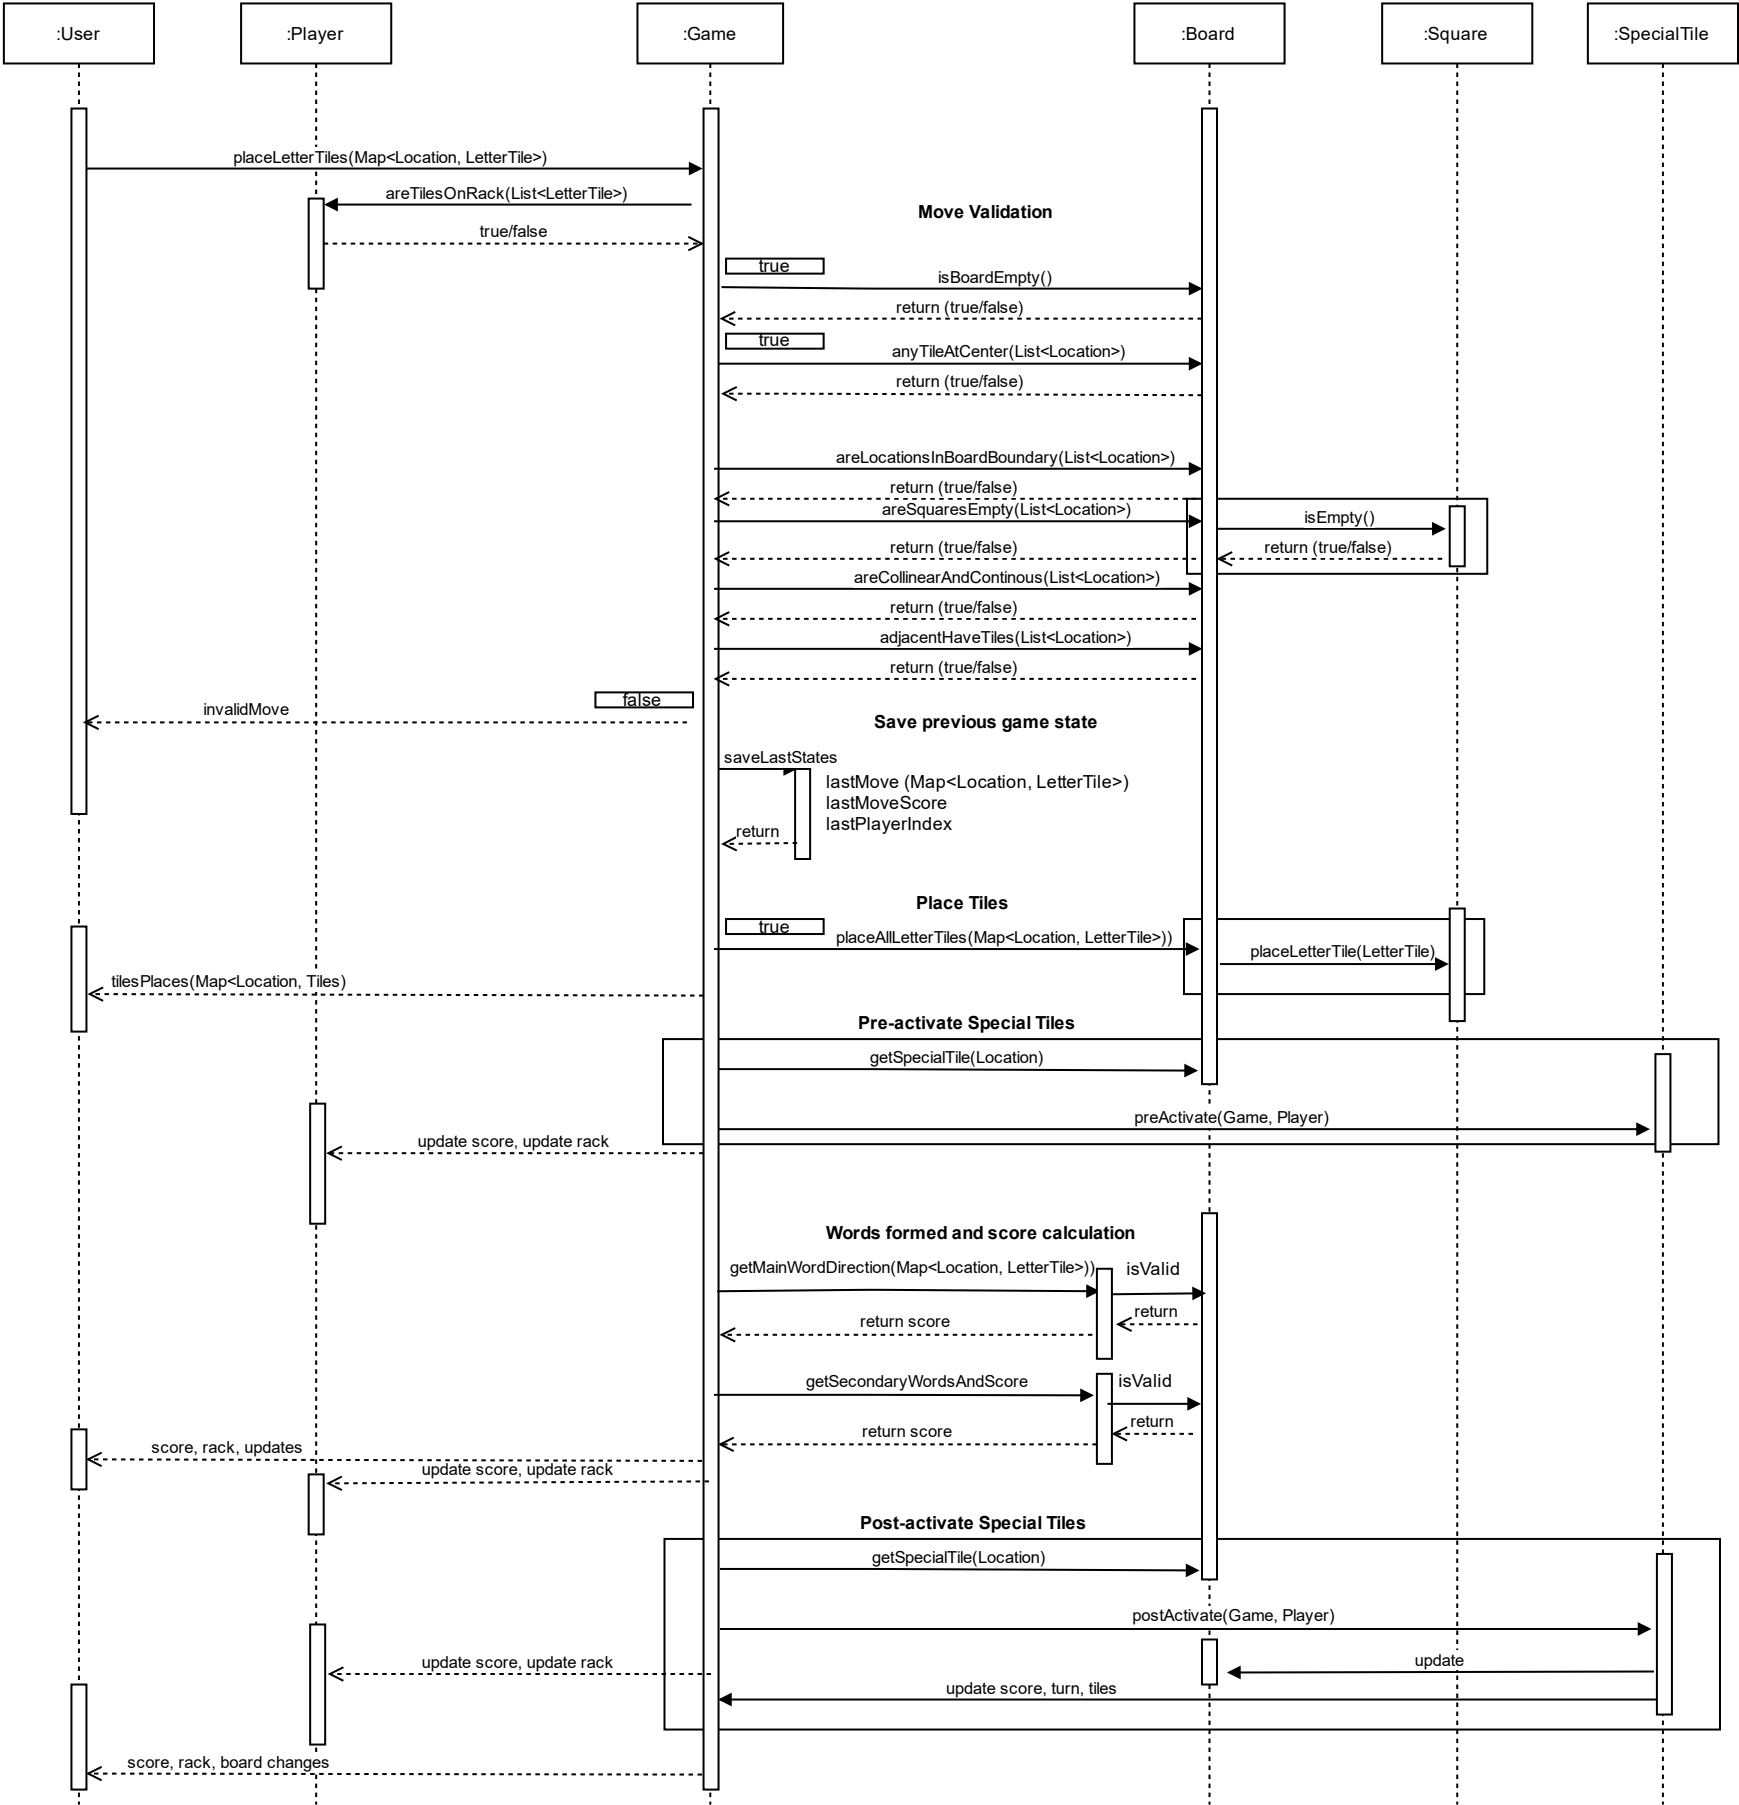 :User
:Player
:Game
:Board
:Square
:SpecialTile
placeLetterTiles(Map<Location, LetterTile>)
areTilesOnRack(List<LetterTile>)
Move Validation
true/false
true
isBoardEmpty()
return (true/false)
true
anyTileAtCenter(List<Location>)
return (true/false)
areLocationsInBoardBoundary(List<Location>)
return (true/false)
areSquaresEmpty(List<Location>)
isEmpty()
return (true/false)
return (true/false)
areCollinearAndContinous(List<Location>)
return (true/false)
adjacentHaveTiles(List<Location>)
return (true/false)
false
invalidMove
Save previous game state
saveLastStates
lastMove (Map<Location, LetterTile>)
lastMoveScore
lastPlayerIndex
return
Place Tiles
true
placeAllLetterTiles(Map<Location, LetterTile>))
placeLetterTile(LetterTile)
tilesPlaces(Map<Location, Tiles)
Pre-activate Special Tiles
getSpecialTile(Location)
preActivate(Game, Player)
update score, update rack
Words formed and score calculation
getMainWordDirection(Map<Location, LetterTile>))
isValid
return
return score
getSecondaryWordsAndScore
isValid
return
return score
score, rack, updates
update score, update rack
Post-activate Special Tiles
getSpecialTile(Location)
postActivate(Game, Player)
update score, update rack
update
update score, turn, tiles
score, rack, board changes